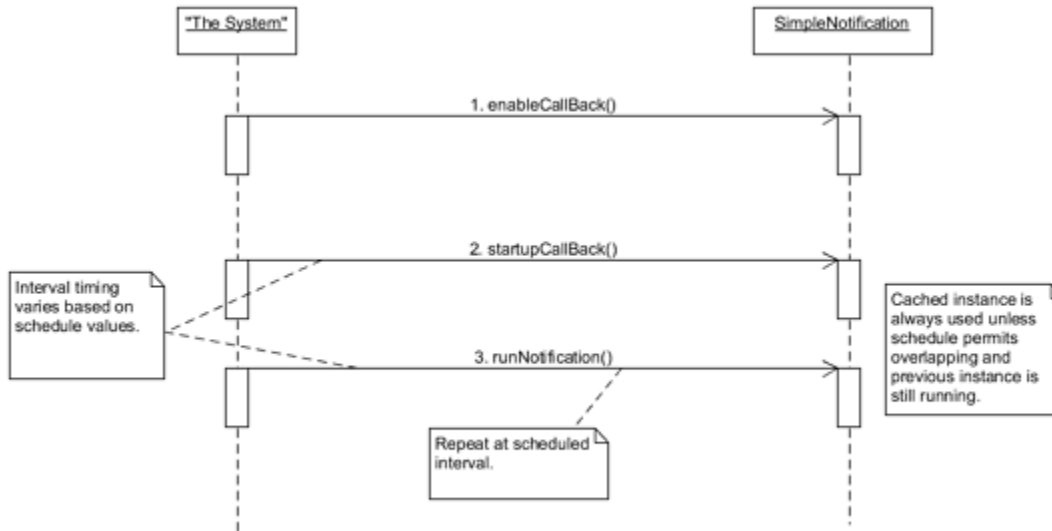 "The System"
SimpleNotification
1. enableCallBack()
2. startupCallBack()
Interval timing
varies based on
schedule values.
Cached instance is
always used unless
schedule permits
overlapping and
previous instance is
still running.
3. runNotification()
Repeat at scheduled
interval.